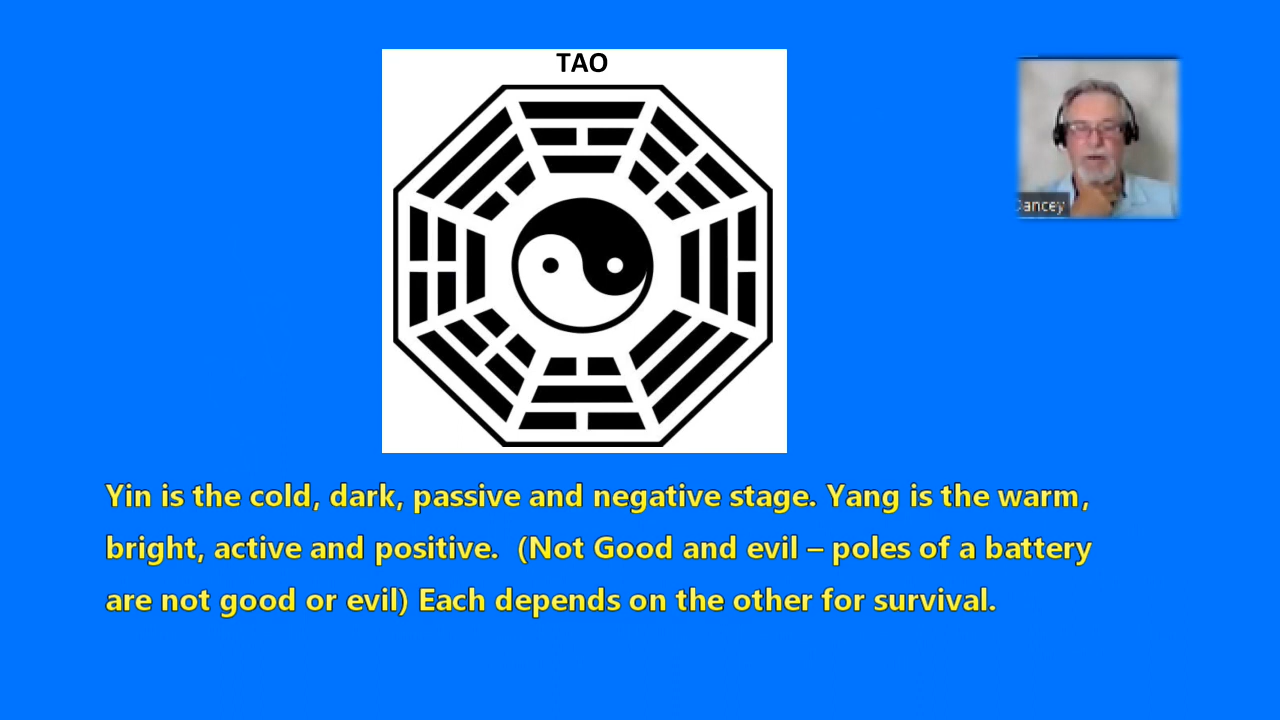 TAO
Dancey
Yin is the cold, dark, passive and negative stage. Yang is the warm,
bright, active and positive.  (Not Good and evil – poles of a battery
are not good or evil) Each depends on the other for survival.